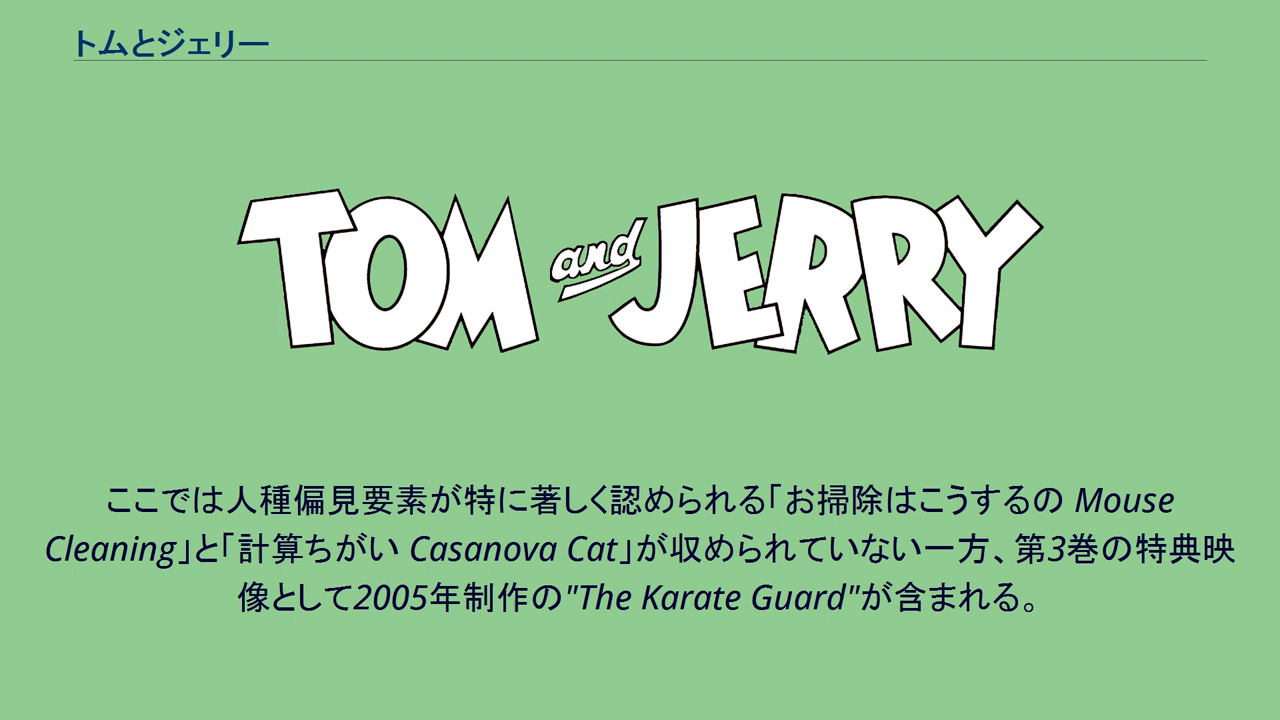 トムとジェリー
TOM and JERRY
ここでは人種偏見要素が特に著しく認められる「お掃除はこうするの Mouse
Cleaning」と「計算ちがい Casanova Cat」が収められていない一方、第3巻の特典映
像として2005年制作の"The Karate Guard"が含まれる。